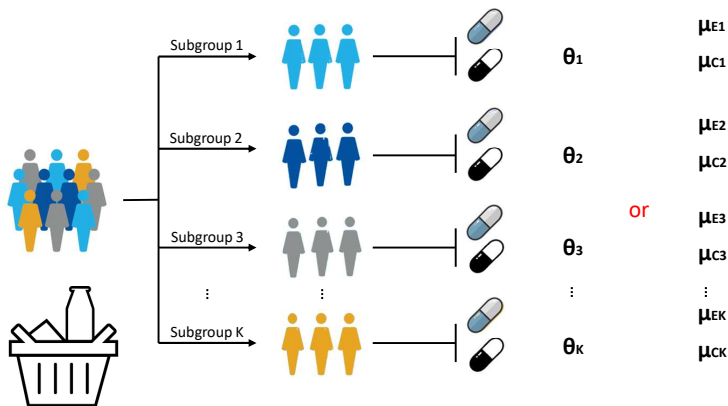 Subgroup 1
θ1
μE1
μC1
Subgroup 2
θ2
μE2
μC2
or
Subgroup 3
θ3
μE3
μC3
...
...
...
...
Subgroup K
θK
μEK
μCK